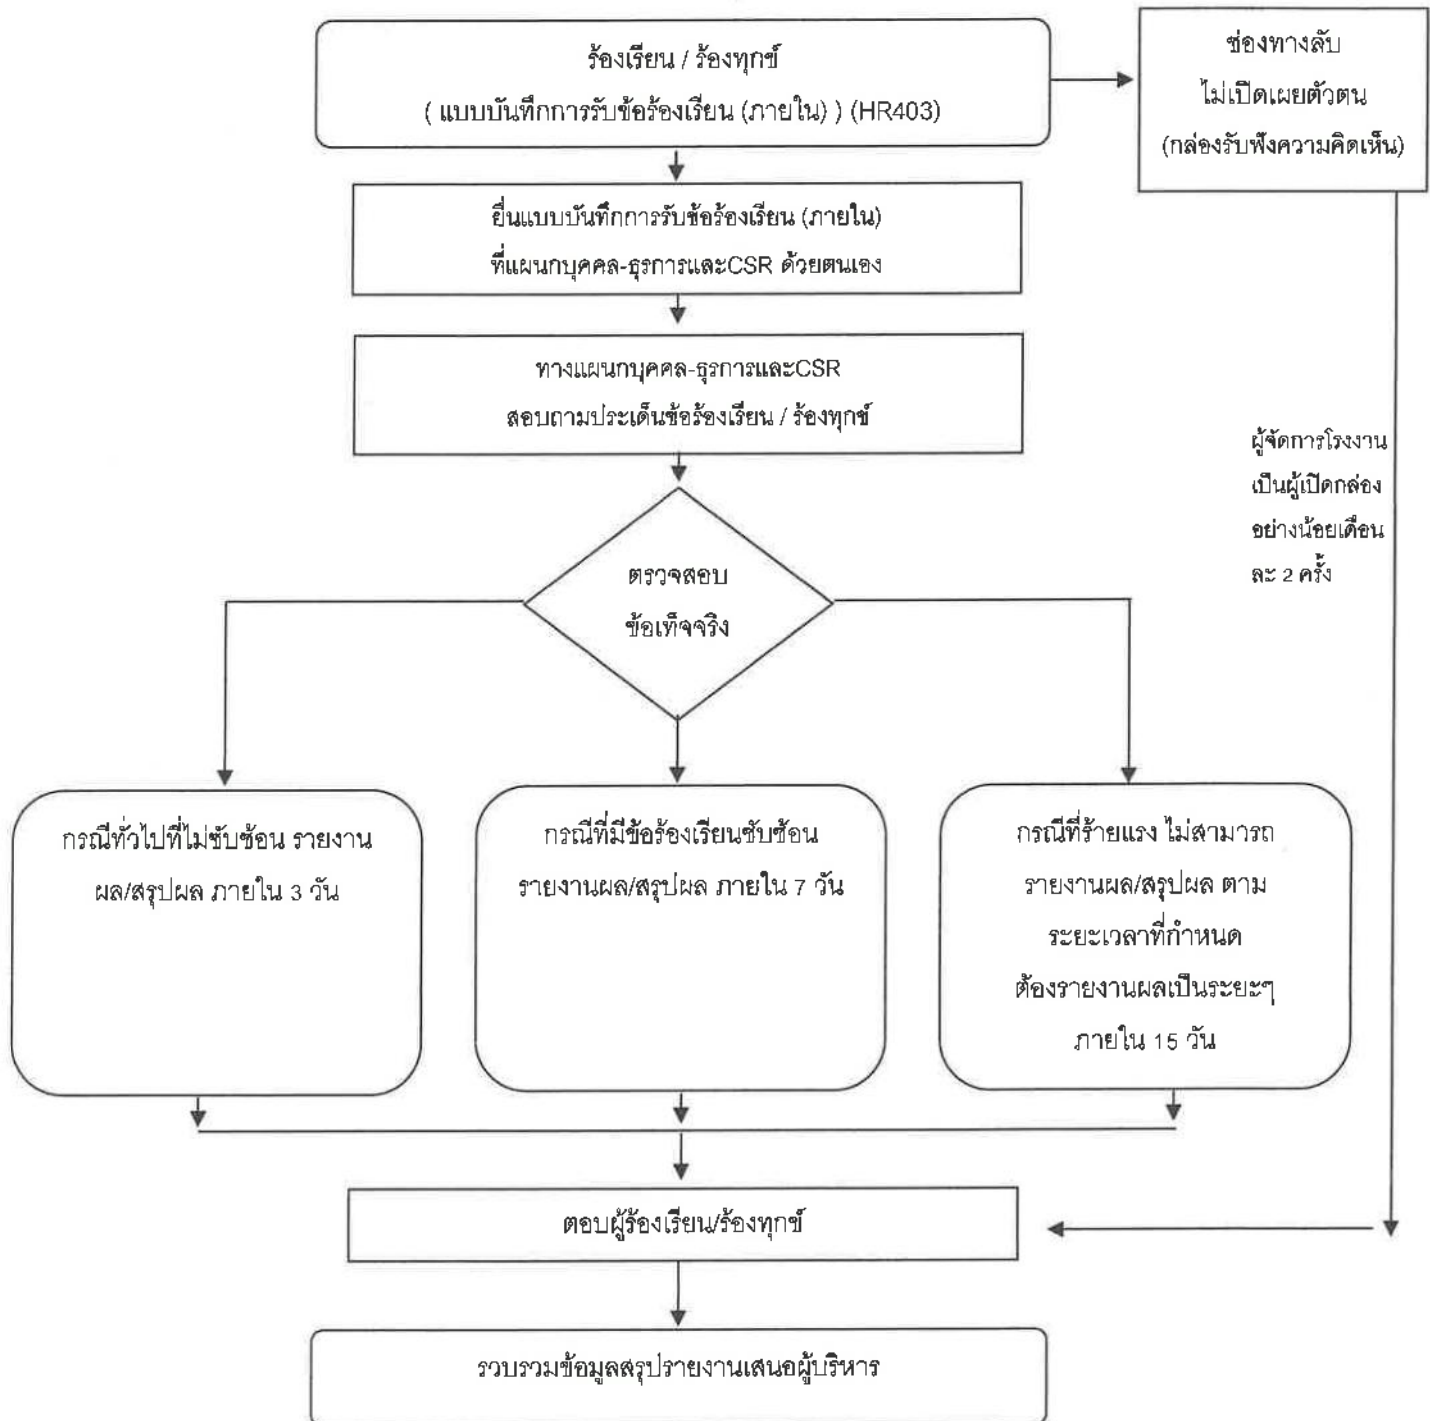 ร้องเรียน / ร้องทุกข์
( แบบบันทึกการรับข้อร้องเรียน (ภายใน) ) (HR403)
ช่องทางลับ
ไม่เปิดเผยตัวตน
(กล่องรับฟังความคิดเห็น)
ยื่นแบบบันทึกการรับข้อร้องเรียน (ภายใน)
ที่แผนกบุคคล-ธุรการและCSR ด้วยตนเอง
ทางแผนกบุคคล-ธุรการและCSR
สอบถามประเด็นข้อร้องเรียน / ร้องทุกข์
ผู้จัดการโรงงาน
เป็นผู้เปิดกล่อง
อย่างน้อยเดือน
ละ 2 ครั้ง
ตรวจสอบ
ข้อเท็จจริง
กรณีทั่วไปที่ไม่ซับซ้อน รายงาน
ผล/สรุปผล ภายใน 3 วัน
กรณีที่มีข้อร้องเรียนซับซ้อน
รายงานผล/สรุปผล ภายใน 7 วัน
กรณีที่ร้ายแรง ไม่สามารถ
รายงานผล/สรุปผล ตาม
ระยะเวลาที่กำหนด
ต้องรายงานผลเป็นระยะๆ
ภายใน 15 วัน
ตอบผู้ร้องเรียน/ร้องทุกข์
รวบรวมข้อมูลสรุปรายงานเสนอผู้บริหาร